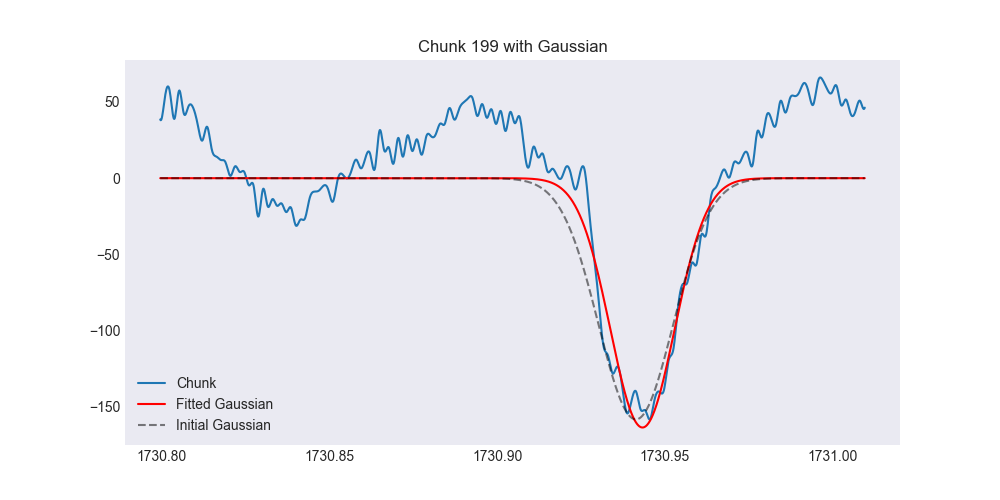 Chunk 199 with Gaussian
50
0
−50
−100
−150
Chunk
Fitted Gaussian
Initial Gaussian
1730.80 1730.85 1730.90 1730.95 1731.00